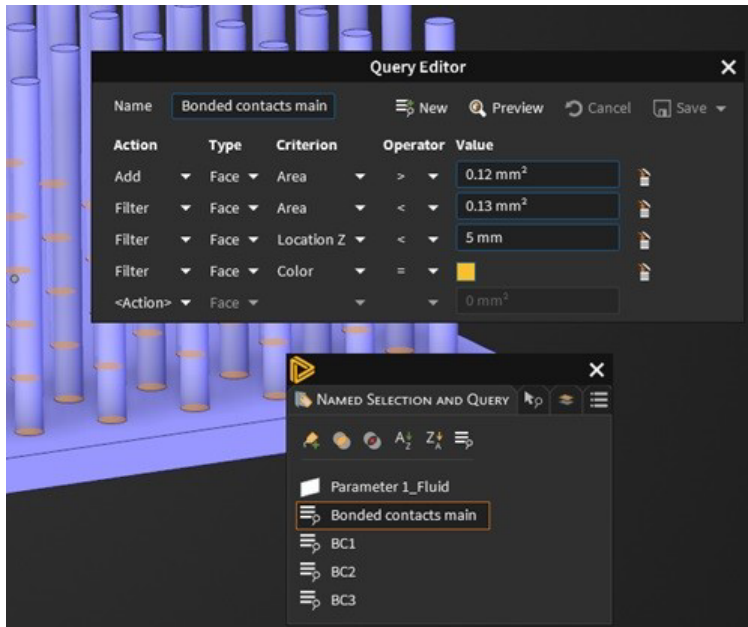 Query Editor
Name Bonded contacts main New Preview Cancel Save
Action Type Criterion Operator Value
Add Face Area > 0.12 mm²
Filter Face Area < 0.13 mm²
Filter Face Location Z < 5 mm
Filter Face Color =
<Action> Face 0 mm²
NAMED SELECTION AND QUERY
Parameter 1_Fluid
Bonded contacts main
BC1
BC2
BC3